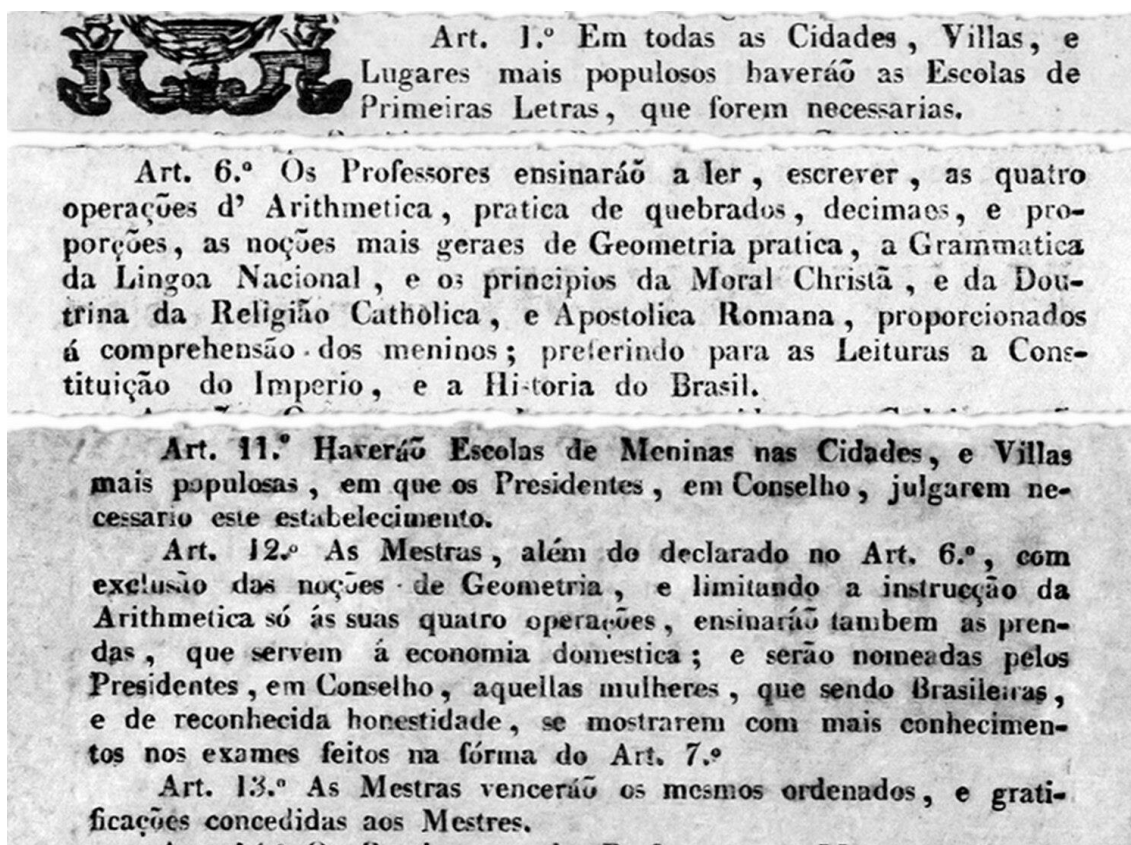 Art. 1.º Em todas as Cidades, Villas, e
Lugares mais populosos haveráõ as Escolas de
Primeiras Letras, que forem necessarias.
Art. 6.º Os Professores ensinaráõ a ler, escrever, as quatro
operações d' Arithmetica, pratica de quebrados, decimaes, e pro-
porções, as noções mais geraes de Geometria pratica, a Grammatica
da Lingoa Nacional, e os principios da Moral Christã, e da Dou-
trina da Religião Catholica, e Apostolica Romana, proporcionados
á comprehensão dos meninos; preferindo para as Leituras a Cons-
tituição do Imperio, e a Historia do Brasil.
Art. 11.º Haveráõ Escolas de Meninas nas Cidades, e Villas
mais populosas, em que os Presidentes, em Conselho, julgarem ne-
cessario este estabelecimento.
Art. 12.º As Mestras, além do declarado no Art. 6.º, com
exclusão das noções de Geometria, e limitando a instrucção da
Arithmetica só ás suas quatro operações, ensinaráõ tambem as pren-
das, que servem á economia domestica; e serão nomeadas pelos
Presidentes, em Conselho, aquellas mulheres, que sendo Brasileiras,
e de reconhecida honestidade, se mostrarem com mais conhecimen-
tos nos exames feitos na fórma do Art. 7.º
Art. 13.º As Mestras venceráõ os mesmos ordenados, e grati-
ficações concedidas aos Mestres.